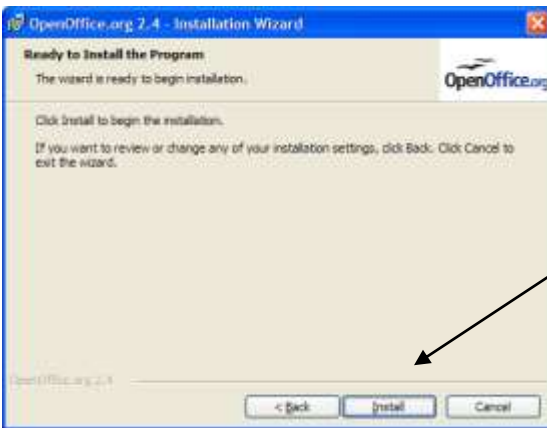 OpenOffice.org 2.4 - Installation Wizard
Ready to Install the Program
The wizard is ready to begin installation.
OpenOffice.org
Click Install to begin the installation.
If you want to review or change any of your installation settings, click Back. Click Cancel to
exit the wizard.
OpenOffice.org 2.4
< Back Install Cancel